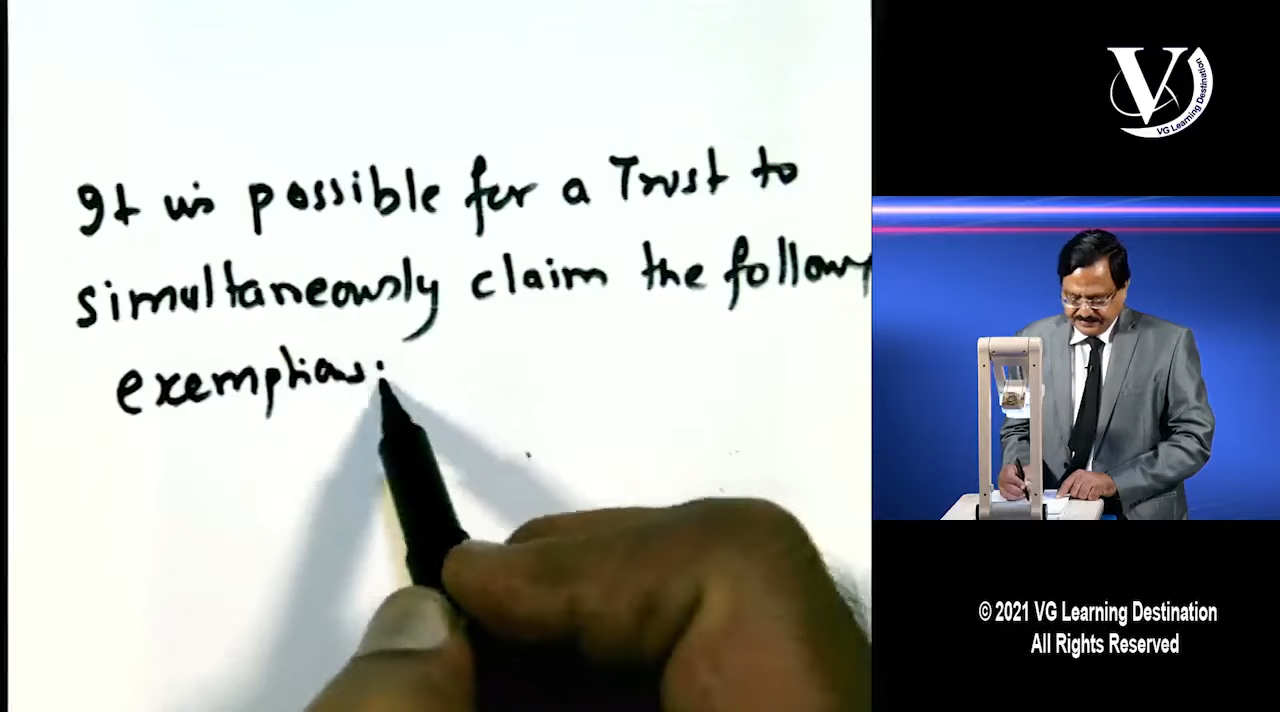 It is possible for a Trust to
simultaneously claim the following
exemptions:
V
VG Learning Destination
© 2021 VG Learning Destination
All Rights Reserved